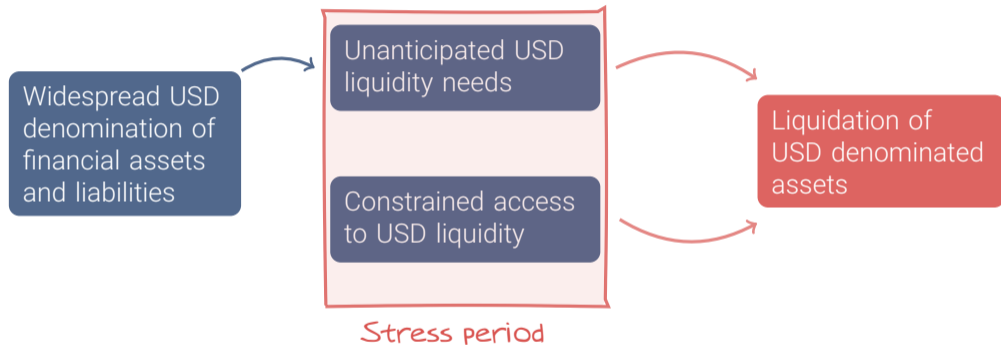 Widespread USD
denomination of
financial assets
and liabilities
Unanticipated USD
liquidity needs
Constrained access
to USD liquidity
Stress period
Liquidation of
USD denominated
assets